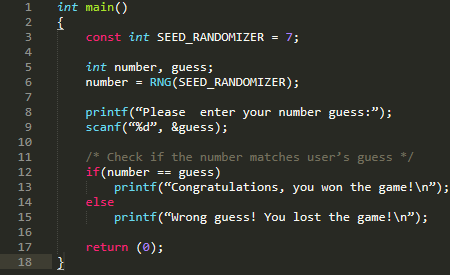 1 int main()
2 {
3     const int SEED_RANDOMIZER = 7;
4
5     int number, guess;
6     number = RNG(SEED_RANDOMIZER);
7
8     printf(“Please  enter your number guess:”);
9     scanf(“%d”, &guess);
10
11     /* Check if the number matches user’s guess */
12     if(number == guess)
13         printf(“Congratulations, you won the game!\n”);
14     else
15         printf(“Wrong guess! You lost the game!\n”);
16
17     return (0);
18 }